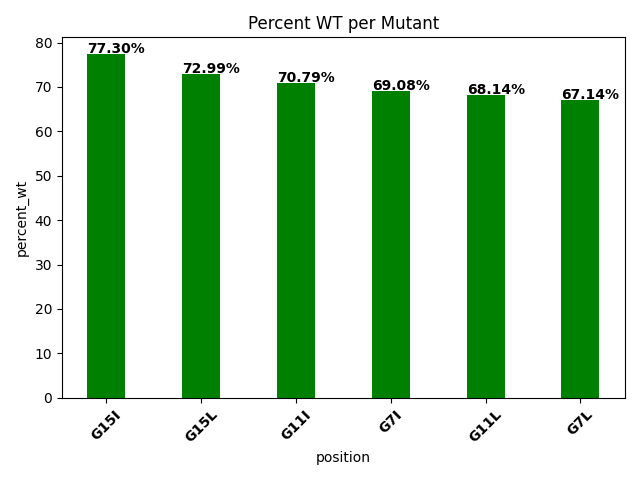 Percent WT per Mutant
percent_wt
80
70
60
50
40
30
20
10
0
77.30%
72.99%
70.79%
69.08%
68.14%
67.14%
G15I
G15L
G11I
G7I
G11L
G7L
position